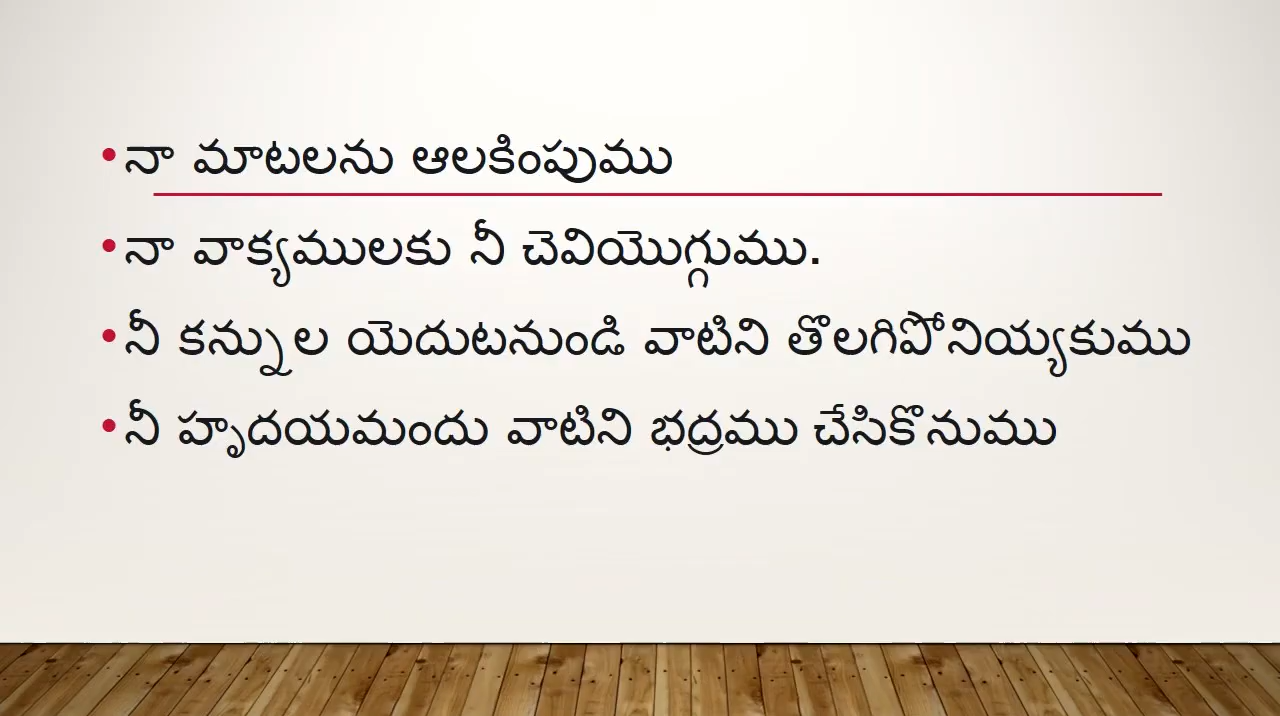 •నా మాటలను ఆలకింపుము
•నా వాక్యములకు నీ చెవియొగ్గుము.
•నీ కన్నుల యెదుటనుండి వాటిని తొలగిపోనియ్యకుము
•నీ హృదయమందు వాటిని భద్రము చేసికొనుము